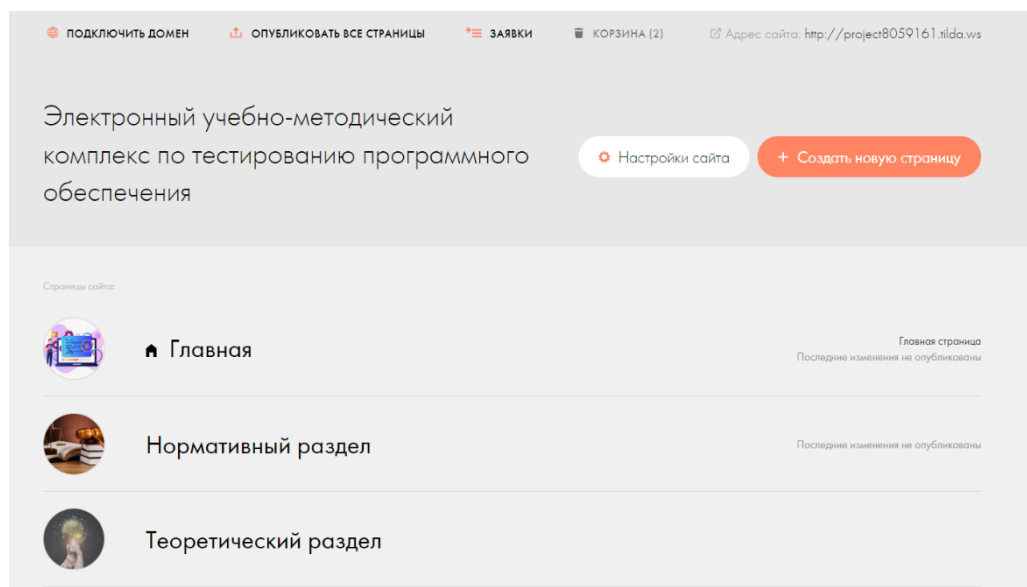 ПОДКЛЮЧИТЬ ДОМЕН ОПУБЛИКОВАТЬ ВСЕ СТРАНИЦЫ ЗАЯВКИ КОРЗИНА (2) Адрес сайта: http://project8059161.tilda.ws
Электронный учебно-методический
комплекс по тестированию программного
обеспечения
Настройки сайта + Создать новую страницу
Страницы сайта:
Главная
Главная страница
Последние изменения не опубликованы
Нормативный раздел
Последние изменения не опубликованы
Теоретический раздел